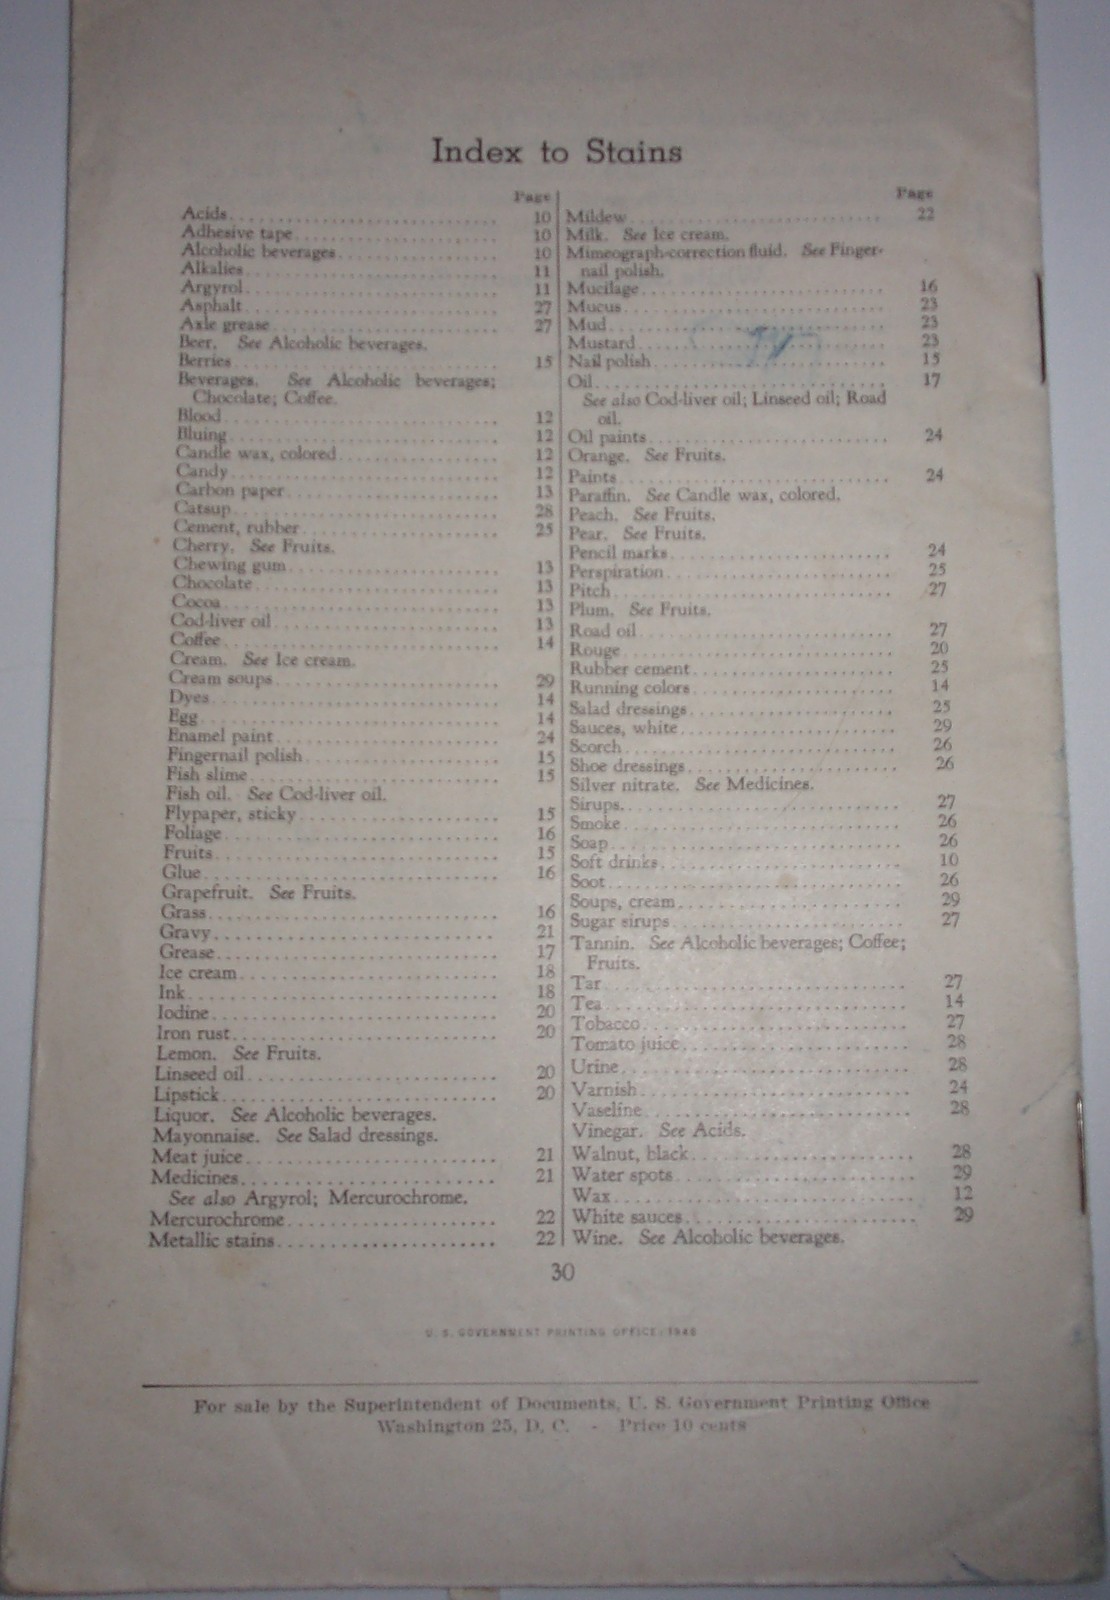 Index to Stains
Page
Acids 10
Adhesive tape 10
Alcoholic beverages 10
Alkalies 11
Argyrol 11
Asphalt 27
Axle grease 27
Beer. See Alcoholic beverages.
Berries 15
Beverages. See Alcoholic beverages;
Chocolate; Coffee.
Blood 12
Bluing 12
Candle wax, colored 12
Candy 12
Carbon paper 13
Catsup 28
Cement, rubber 25
Cherry. See Fruits.
Chewing gum 13
Chocolate 13
Cocoa 13
Cod-liver oil 13
Coffee 14
Cream. See Ice cream.
Cream soups 29
Dyes 14
Egg 14
Enamel paint 24
Fingernail polish 15
Fish slime 15
Fish oil. See Cod-liver oil.
Flypaper, sticky 15
Foliage 16
Fruits 15
Glue 16
Grapefruit. See Fruits.
Grass 16
Gravy 21
Grease 17
Ice cream 18
Ink 18
Iodine 20
Iron rust 20
Lemon. See Fruits.
Linseed oil 20
Lipstick 20
Liquor. See Alcoholic beverages.
Mayonnaise. See Salad dressings.
Meat juice 21
Medicines 21
See also Argyrol; Mercurochrome.
Mercurochrome 22
Metallic stains 22
Page
Mildew 22
Milk. See Ice cream.
Mimeograph-correction fluid. See Finger-
nail polish.
Mucilage 16
Mucus 23
Mud 23
Mustard 23
Nail polish 15
Oil 17
See also Cod-liver oil; Linseed oil; Road
oil.
Oil paints 24
Orange. See Fruits.
Paints 24
Paraffin. See Candle wax, colored.
Peach. See Fruits.
Pear. See Fruits.
Pencil marks 24
Perspiration 25
Pitch 27
Plum. See Fruits.
Road oil 27
Rouge 20
Rubber cement 25
Running colors 14
Salad dressings 25
Sauces, white 29
Scorch 26
Shoe dressings 26
Silver nitrate. See Medicines.
Sirups 27
Smoke 26
Soap 26
Soft drinks 10
Soot 26
Soups, cream 29
Sugar sirups 27
Tannin. See Alcoholic beverages; Coffee;
Fruits.
Tar 27
Tea 14
Tobacco 27
Tomato juice 28
Urine 28
Varnish 24
Vaseline 28
Vinegar. See Acids.
Walnut, black 28
Water spots 29
Wax 12
White sauces 29
Wine. See Alcoholic beverages.
30
U. S. GOVERNMENT PRINTING OFFICE:
For sale by the Superintendent of Documents, U. S. Government Printing Office
Washington 25, D. C. - Price 10 cents